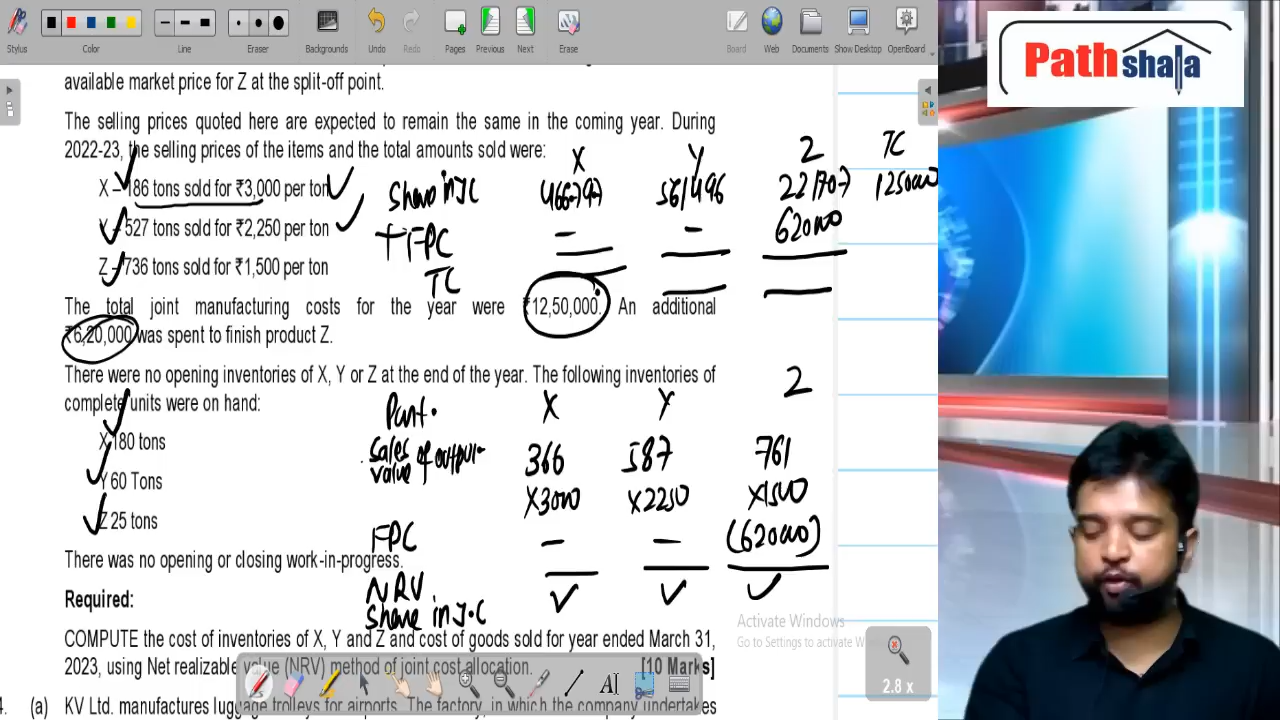 Stylus Color Line Eraser Backgrounds Undo Redo Pages Previous Next Erase Board Web Documents Show Desktop OpenBoard
Path shala
available market price for Z at the split-off point.
The selling prices quoted here are expected to remain the same in the coming year. During
2022-23, the selling prices of the items and the total amounts sold were:
X Y Z TC
X – 186 tons sold for ₹3,000 per ton
Share in J.C 466797 561496 221707 1250000
Y – 527 tons sold for ₹2,250 per ton
+ FPC – – 620000
Z – 736 tons sold for ₹1,500 per ton
TC
The total joint manufacturing costs for the year were ₹12,50,000. An additional
₹6,20,000 was spent to finish product Z.
There were no opening inventories of X, Y or Z at the end of the year. The following inventories of
complete units were on hand:
Part. X Y Z
X 180 tons
Sales value of output 366 587 761
Y 60 Tons
X3000 X2250 X1500
Z 25 tons
FPC – – (620000)
There was no opening or closing work-in-progress.
NRV
Share in J.C
Required:
COMPUTE the cost of inventories of X, Y and Z and cost of goods sold for year ended March 31,
2023, using Net realizable value (NRV) method of joint cost allocation. [10 Marks]
(a) KV Ltd. manufactures luggage trolleys for airports. The factory, in which the company undertakes
Activate Windows
Go to Settings to activate W
2.8 x